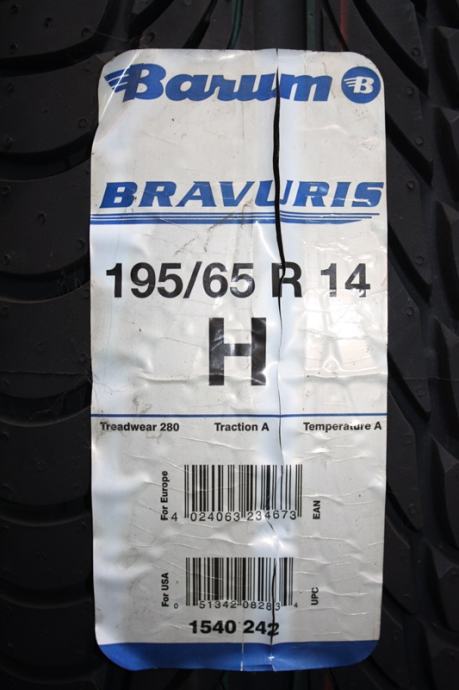 Barum B
BRAVURIS
195/65 R 14
H
Treadwear 280 Traction A Temperature A
For Europe
4 024063 234673
EAN
For USA
0 51342 08283 4
UPC
1540 242